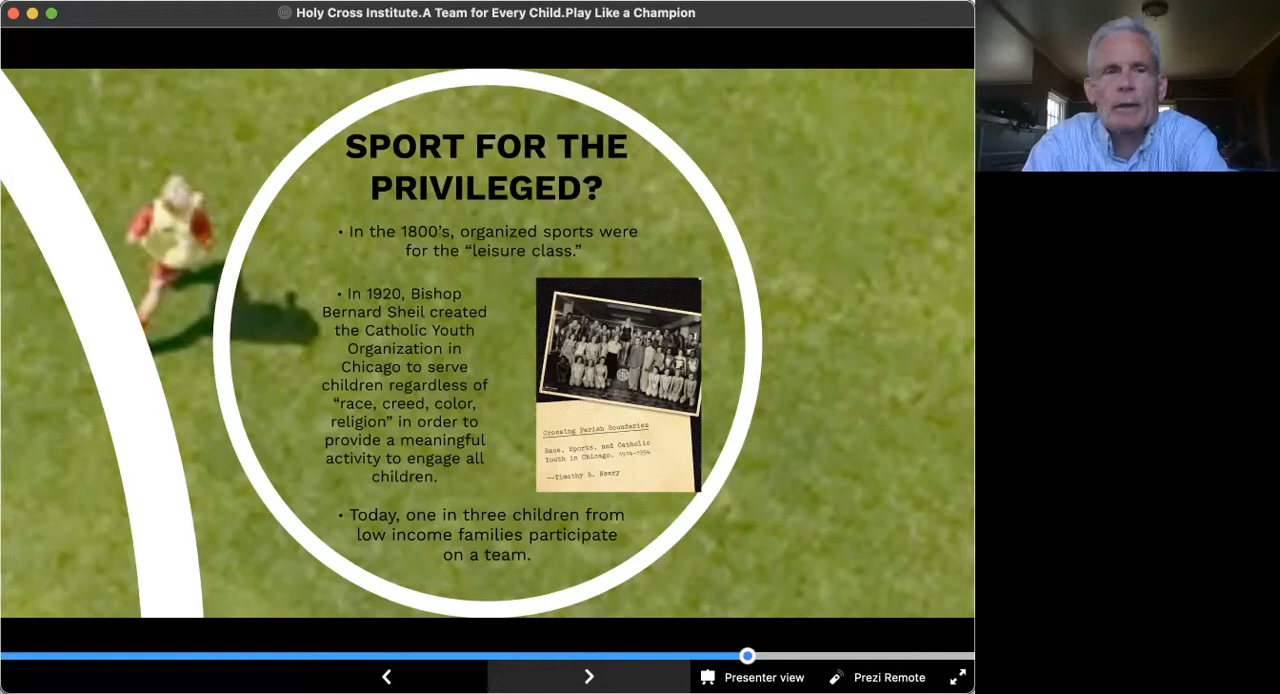 Holy Cross Institute.A Team for Every Child.Play Like a Champion
SPORT FOR THE
PRIVILEGED?
• In the 1800's, organized sports were
for the “leisure class.”
• In 1920, Bishop
Bernard Sheil created
the Catholic Youth
Organization in
Chicago to serve
children regardless of
“race, creed, color,
religion” in order to
provide a meaningful
activity to engage all
children.
Crossing Parish Boundaries
Race, Sports, and Catholic
Youth in Chicago, 1914-1954
--Timothy B. Neary
• Today, one in three children from
low income families participate
on a team.
Presenter view
Prezi Remote